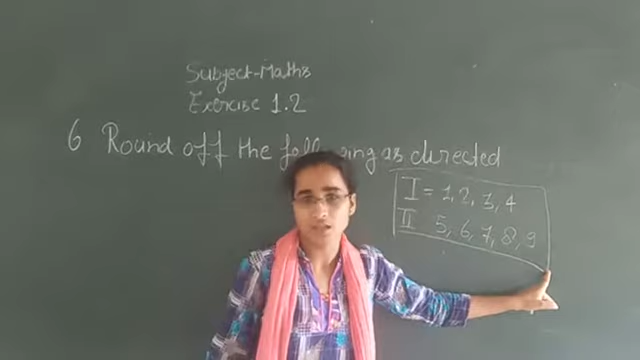 Subject-Maths
Exercise 1.2
6 Round off the following as directed
I = 1, 2, 3, 4
II 5, 6, 7, 8, 9